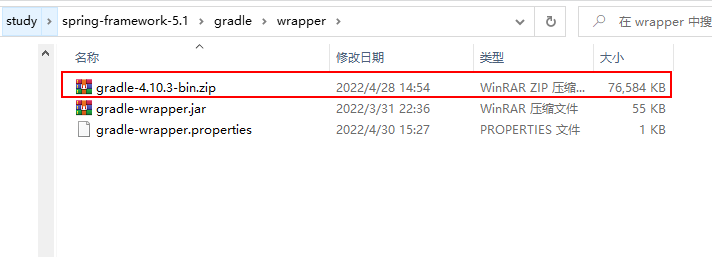 study > spring-framework-5.1 > gradle > wrapper >
在 wrapper 中搜
名称 修改日期 类型 大小
gradle-4.10.3-bin.zip 2022/4/28 14:54 WinRAR ZIP 压缩... 76,584 KB
gradle-wrapper.jar 2022/3/31 22:36 WinRAR 压缩文件 55 KB
gradle-wrapper.properties 2022/4/30 15:27 PROPERTIES 文件 1 KB